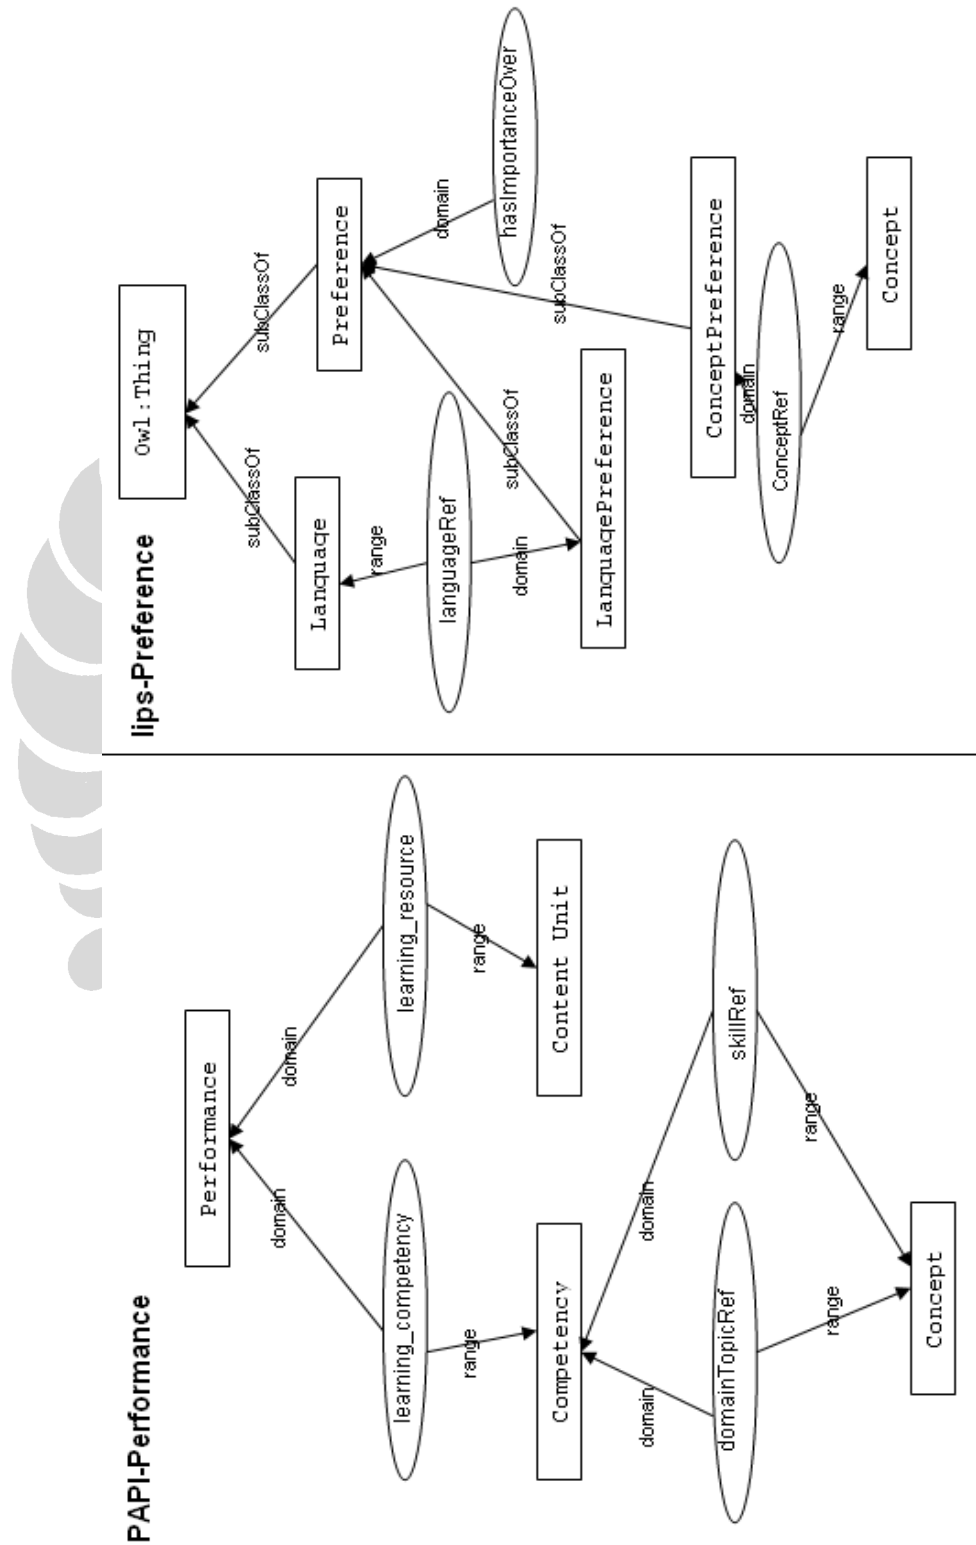 PAPI-Performance
Performance
domain
domain
learning_competency
learning_resource
range
range
Competency
Content Unit
domain
domain
domainTopicRef
skillRef
range
range
Concept
lips-Preference
Owl:Thing
subClassOf
subClassOf
Lanquaqe
Preference
range
domain
languageRef
hasImportanceOver
domain
subClassOf
subClassOf
LanquaqePreference
ConceptPreference
domain
ConceptRef
range
Concept